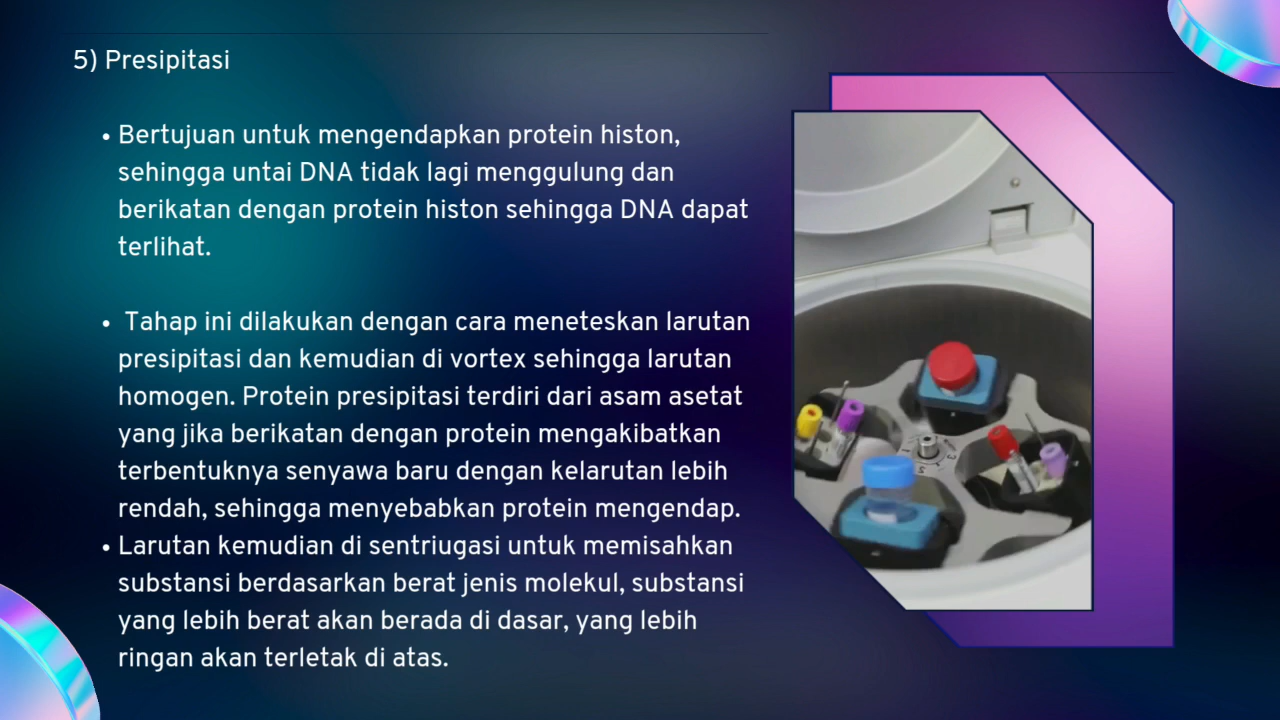 5) Presipitasi
• Bertujuan untuk mengendapkan protein histon,
sehingga untai DNA tidak lagi menggulung dan
berikatan dengan protein histon sehingga DNA dapat
terlihat.
• Tahap ini dilakukan dengan cara meneteskan larutan
presipitasi dan kemudian di vortex sehingga larutan
homogen. Protein presipitasi terdiri dari asam asetat
yang jika berikatan dengan protein mengakibatkan
terbentuknya senyawa baru dengan kelarutan lebih
rendah, sehingga menyebabkan protein mengendap.
• Larutan kemudian di sentriugasi untuk memisahkan
substansi berdasarkan berat jenis molekul, substansi
yang lebih berat akan berada di dasar, yang lebih
ringan akan terletak di atas.